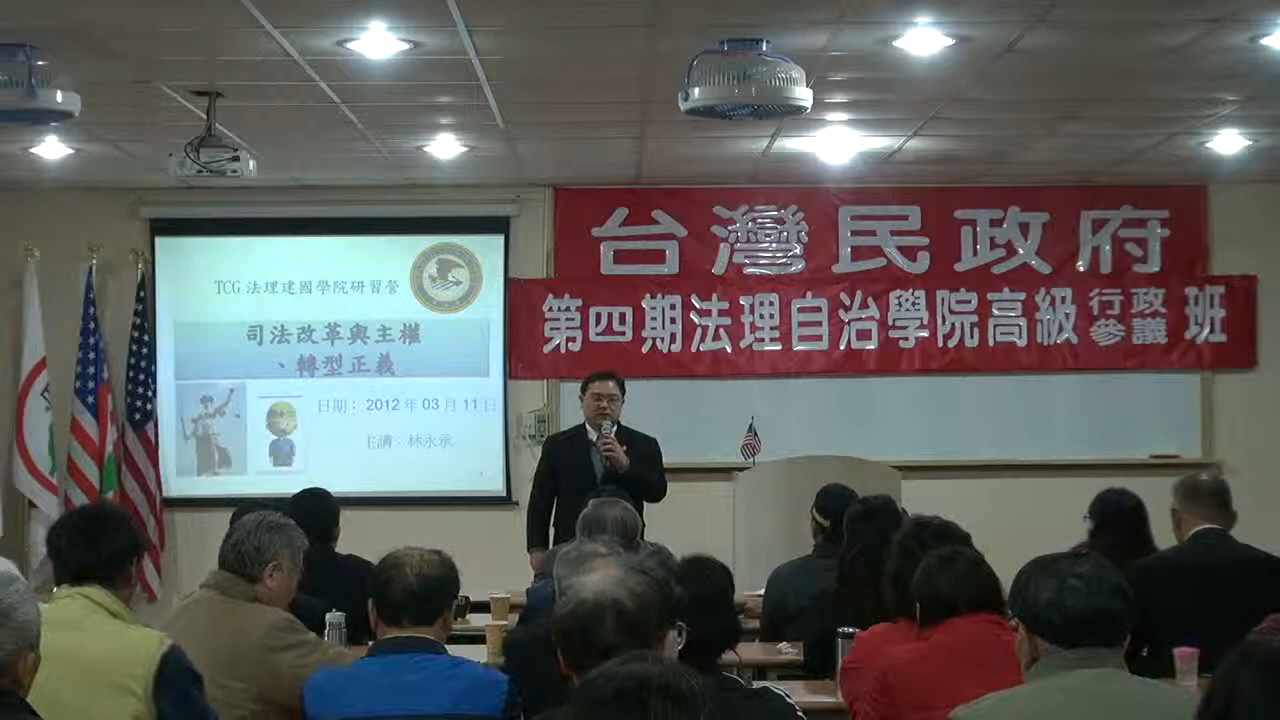 台灣民政府
第四期法理自治學院高級行政參議班
TCG 法理建國學院研習營
司法改革與主權
、轉型正義
日期： 2012 年 03 月 11 日
主講：林永承